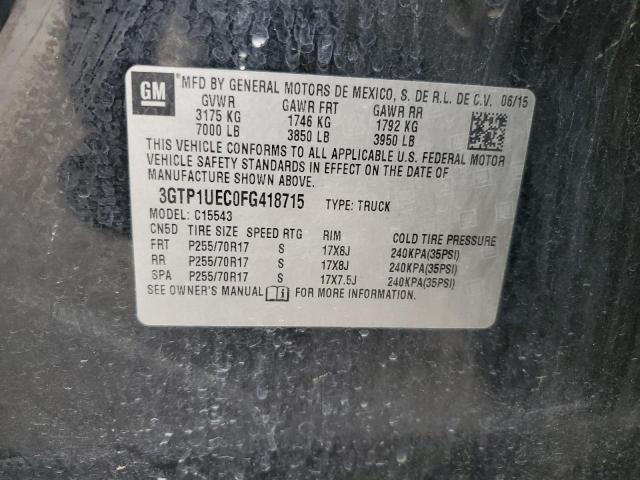 GM *MFD BY GENERAL MOTORS DE MEXICO, S. DE R.L. DE C.V. 06/15
GVWR GAWR FRT GAWR RR
3175 KG 1746 KG 1792 KG
7000 LB 3850 LB 3950 LB
THIS VEHICLE CONFORMS TO ALL APPLICABLE U.S. FEDERAL MOTOR
VEHICLE SAFETY STANDARDS IN EFFECT ON THE DATE OF
MANUFACTURE SHOWN ABOVE.
3GTP1UEC0FG418715 TYPE: TRUCK
MODEL: C15543
CN5D TIRE SIZE SPEED RTG RIM COLD TIRE PRESSURE
FRT P255/70R17 S 17X8J 240KPA(35PSI)
RR P255/70R17 S 17X8J 240KPA(35PSI)
SPA P255/70R17 S 17X7.5J 240KPA(35PSI)
SEE OWNER'S MANUAL FOR MORE INFORMATION.